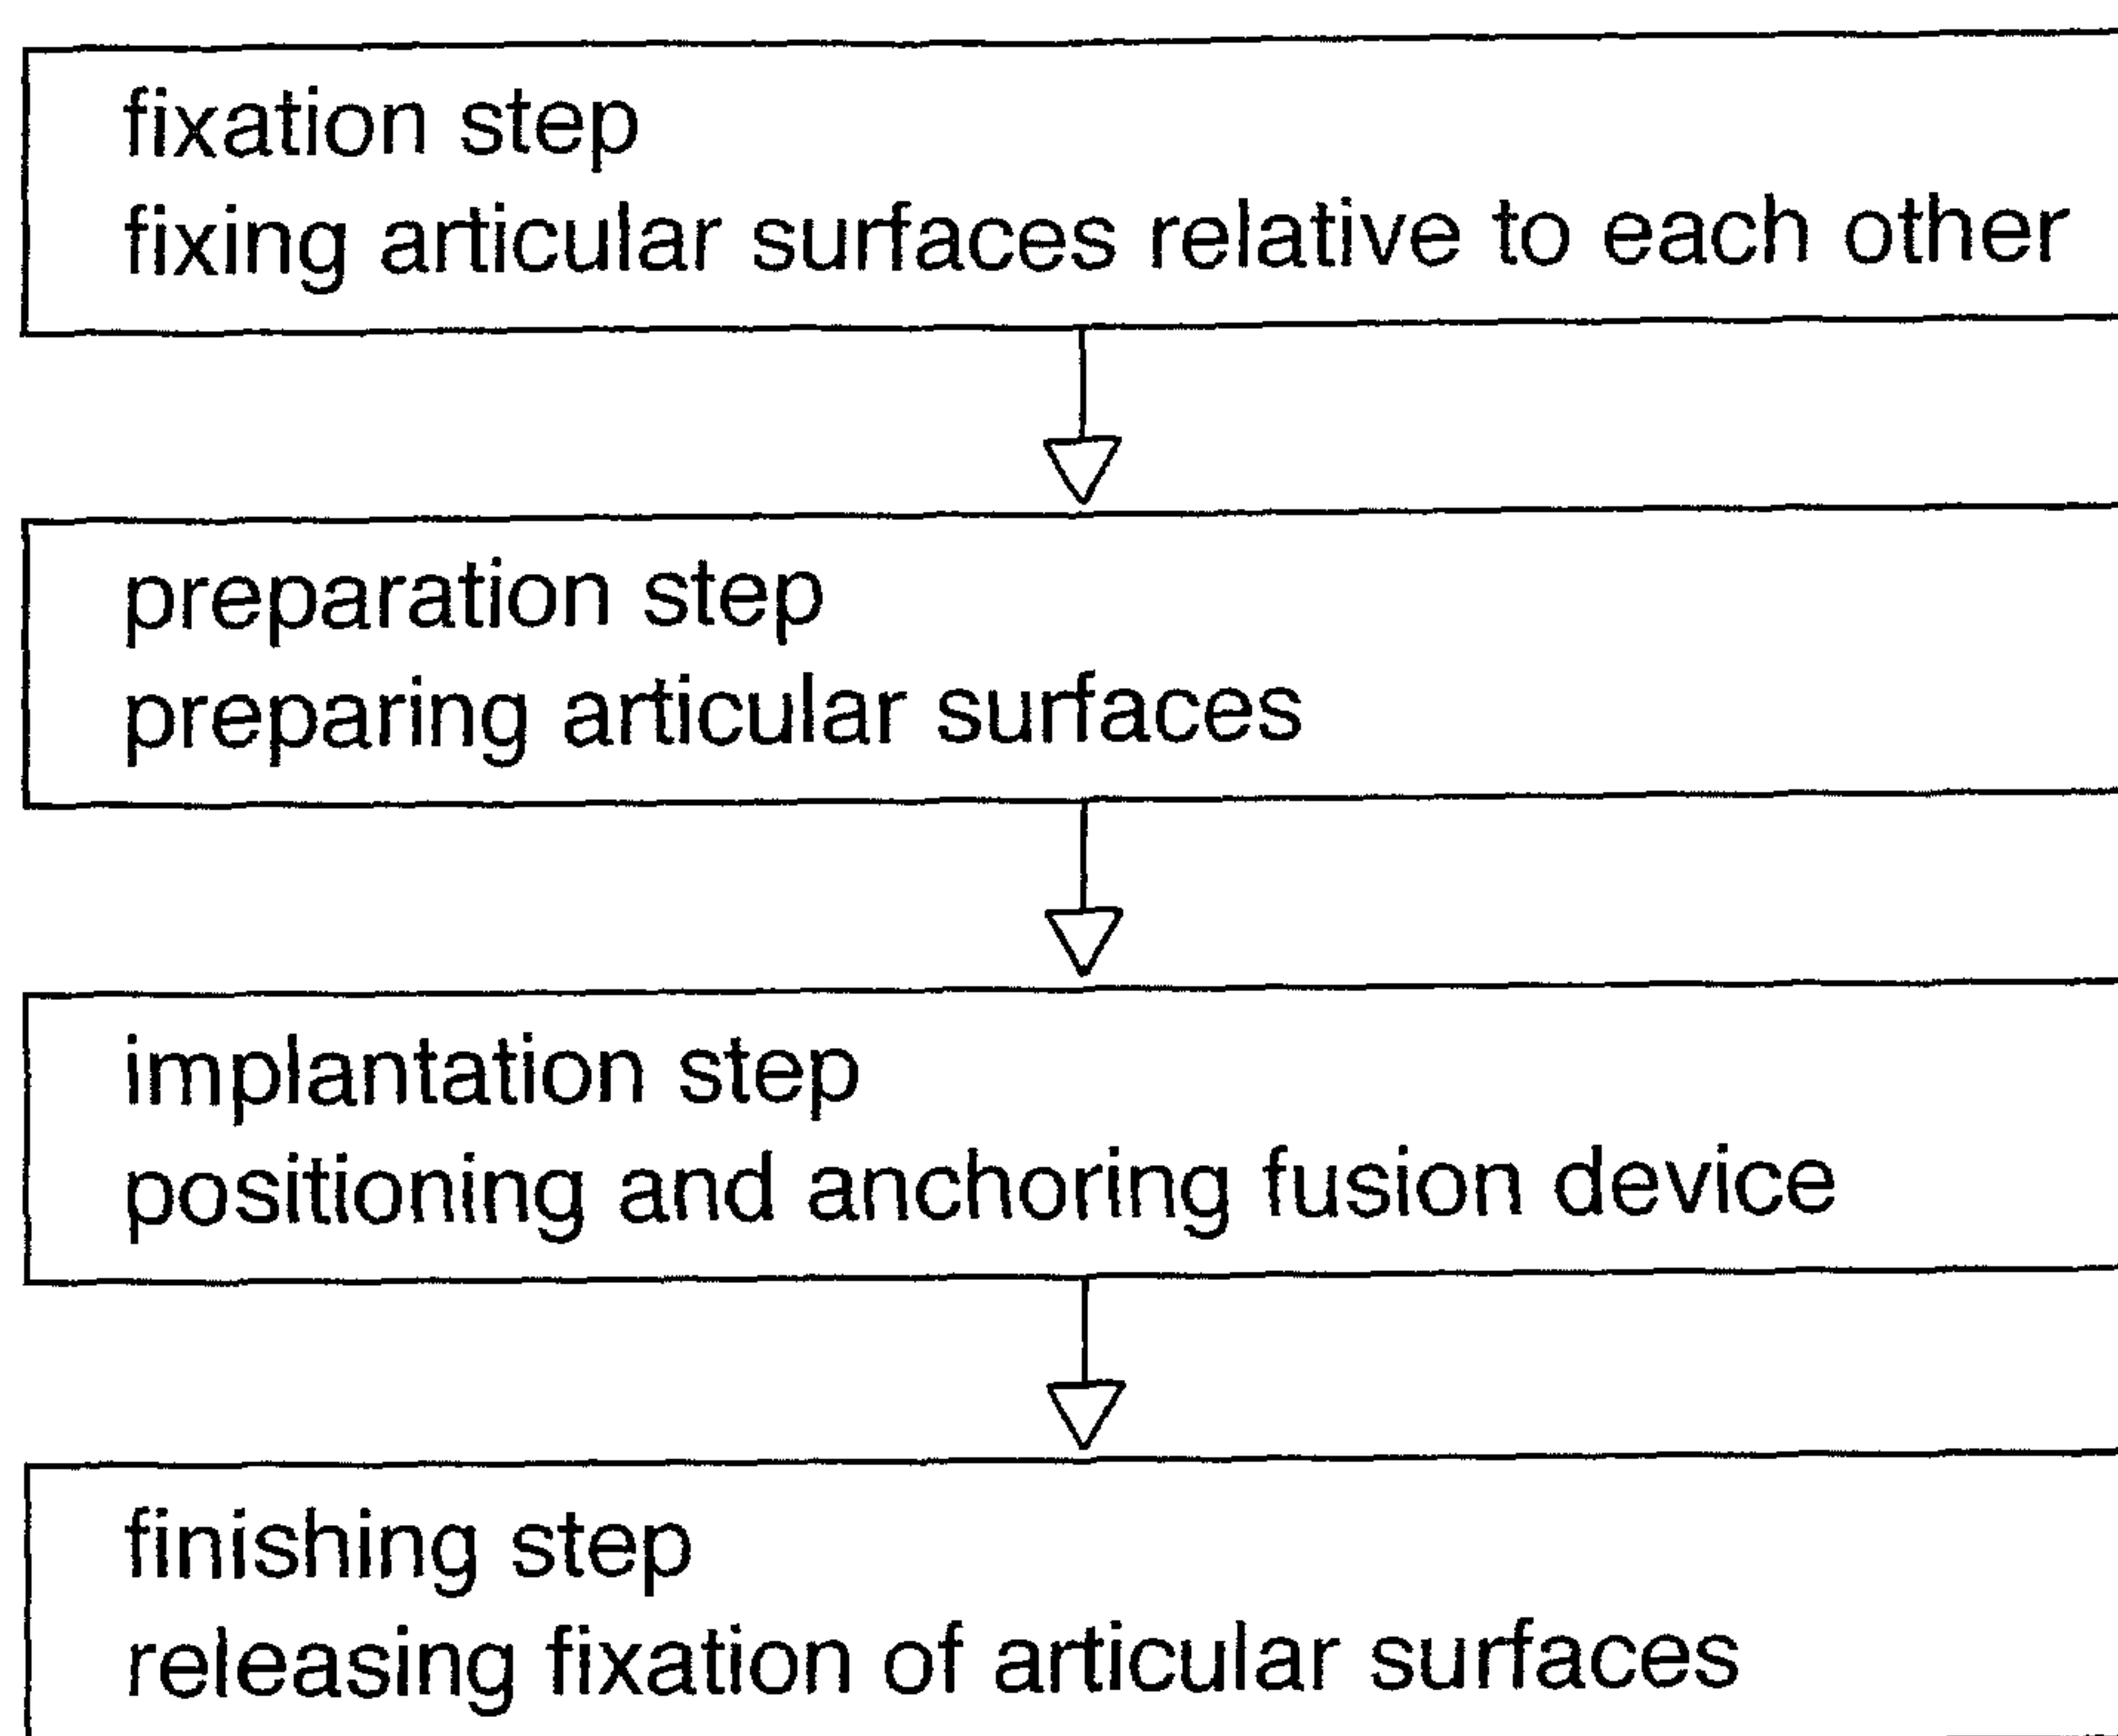 fixation step
fixing articular surfaces relative to each other
preparation step
preparing articular surfaces
implantation step
positioning and anchoring fusion device
finishing step
releasing fixation of articular surfaces